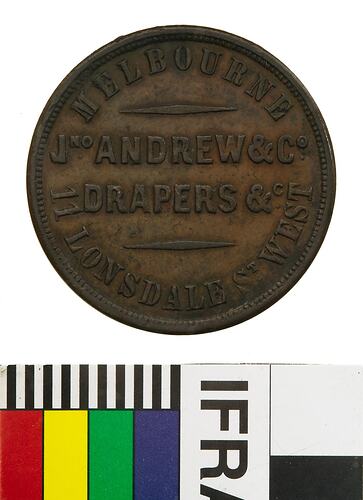 MELBOURNE
JNO ANDREW & CO
DRAPERS & C
11 LONSDALE ST WEST
IFRA